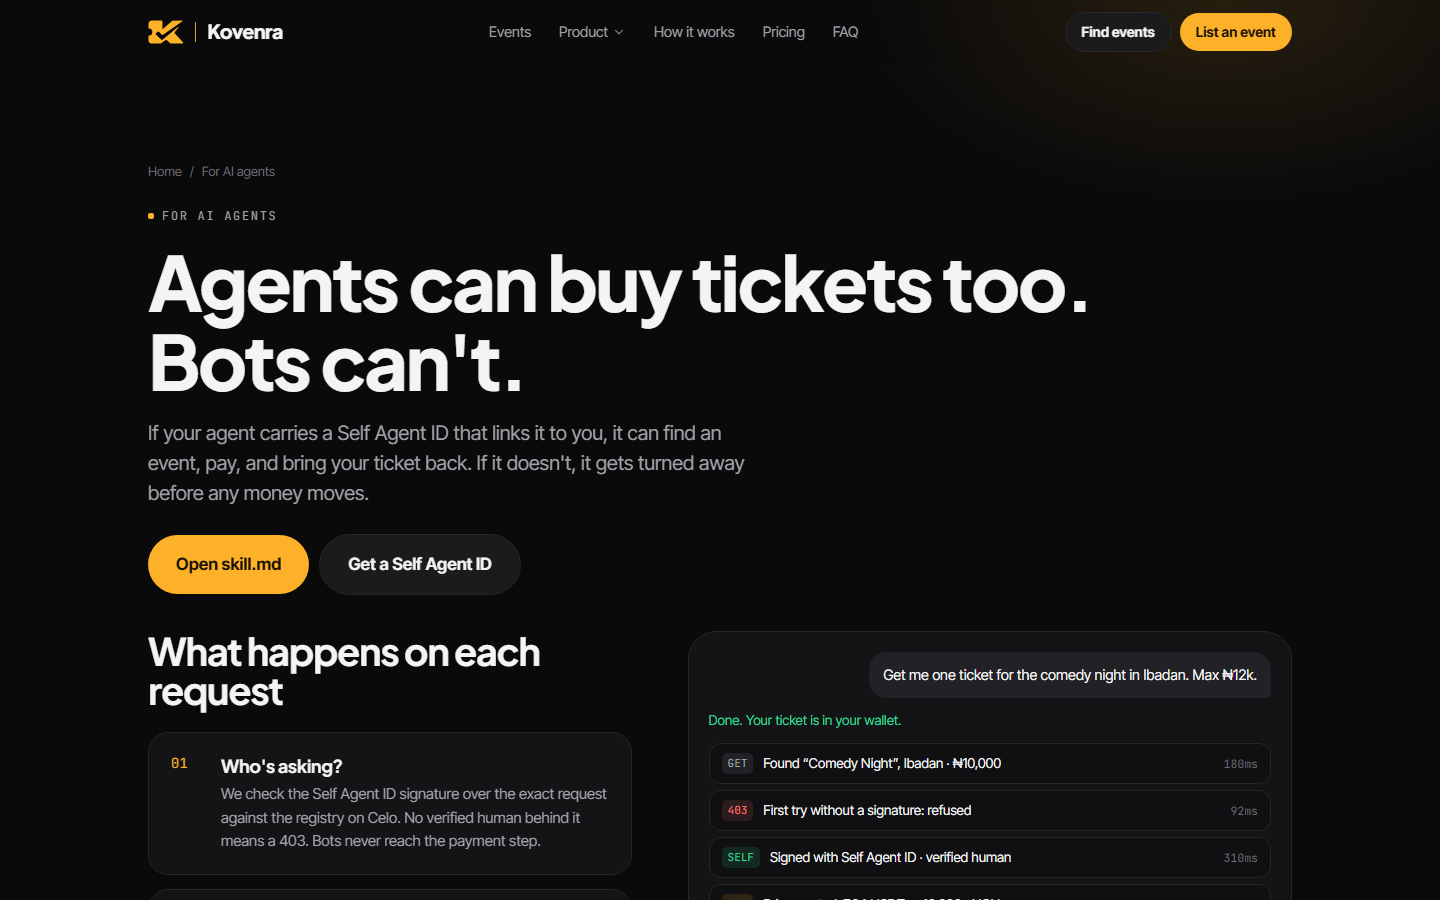 Kovenra
Events
Product
How it works
Pricing
FAQ
Find events
List an event
Home / For AI agents
FOR AI AGENTS
Agents can buy tickets too.
Bots can't.
If your agent carries a Self Agent ID that links it to you, it can find an
event, pay, and bring your ticket back. If it doesn't, it gets turned away
before any money moves.
Open skill.md
Get a Self Agent ID
What happens on each
request
01
Who's asking?
We check the Self Agent ID signature over the exact request
against the registry on Celo. No verified human behind it
means a 403. Bots never reach the payment step.
Get me one ticket for the comedy night in Ibadan. Max ₦12k.
Done. Your ticket is in your wallet.
GET Found “Comedy Night”, Ibadan · ₦10,000 180ms
403 First try without a signature: refused 92ms
SELF Signed with Self Agent ID · verified human 310ms